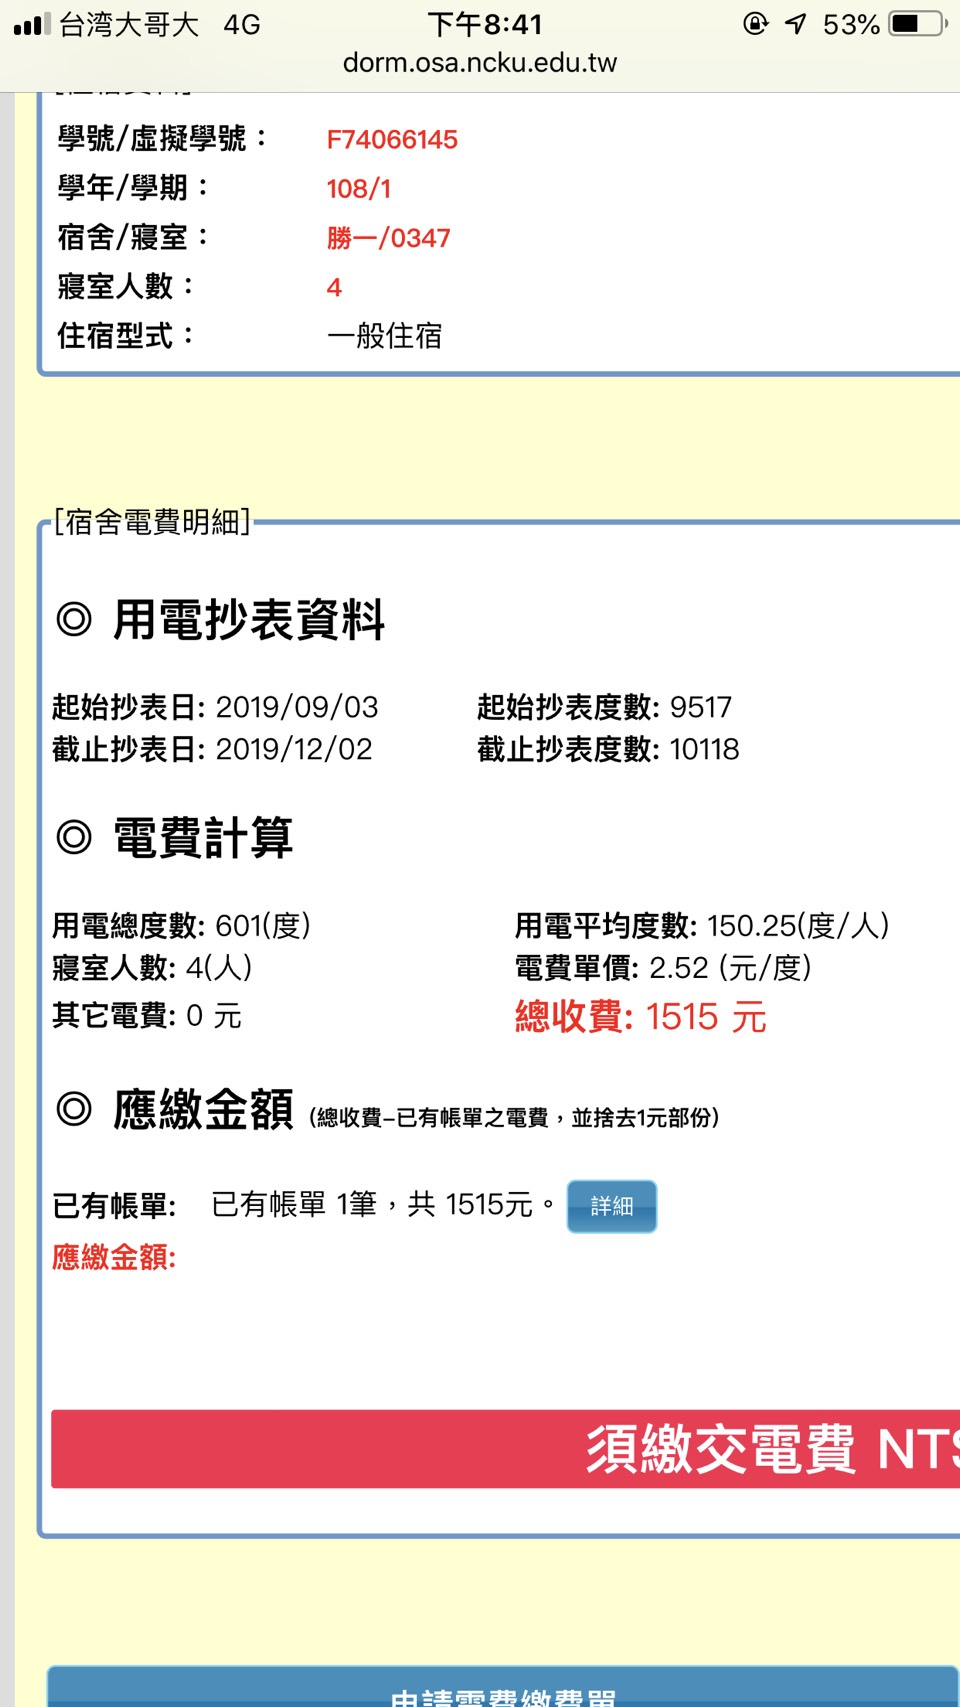 台湾大哥大 4G 下午8:41 53%
dorm.osa.ncku.edu.tw
學號/虛擬學號： F74066145
學年/學期： 108/1
宿舍/寢室： 勝一/0347
寢室人數： 4
住宿型式： 一般住宿
[宿舍電費明細]
◎ 用電抄表資料
起始抄表日: 2019/09/03 起始抄表度數: 9517
截止抄表日: 2019/12/02 截止抄表度數: 10118
◎ 電費計算
用電總度數: 601(度) 用電平均度數: 150.25(度/人)
寢室人數: 4(人) 電費單價: 2.52 (元/度)
其它電費: 0 元 總收費: 1515 元
◎ 應繳金額 (總收費-已有帳單之電費，並捨去1元部份)
已有帳單: 已有帳單 1筆，共 1515元。 詳細
應繳金額:
須繳交電費 NT$
申請電費繳費單